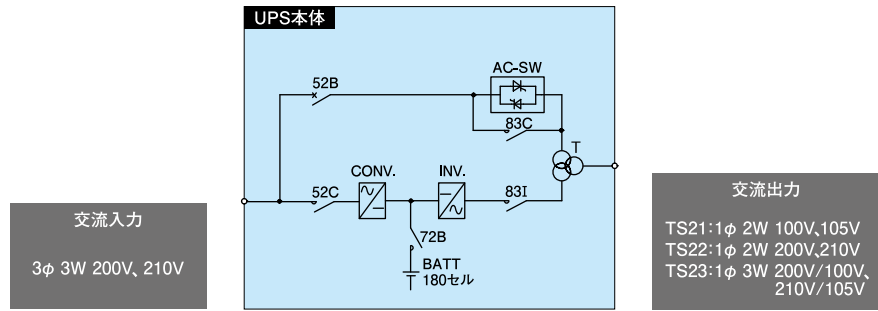 UPS本体
AC-SW
52B
83C
T
CONV.
INV.
52C
83I
72B
BATT
180セル
交流入力
3φ 3W 200V、210V
交流出力
TS21:1φ 2W 100V、105V
TS22:1φ 2W 200V、210V
TS23:1φ 3W 200V/100V、
210V/105V